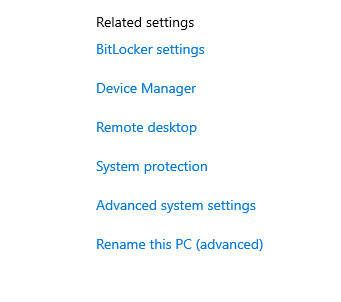 Related settings
BitLocker settings
Device Manager
Remote desktop
System protection
Advanced system settings
Rename this PC (advanced)